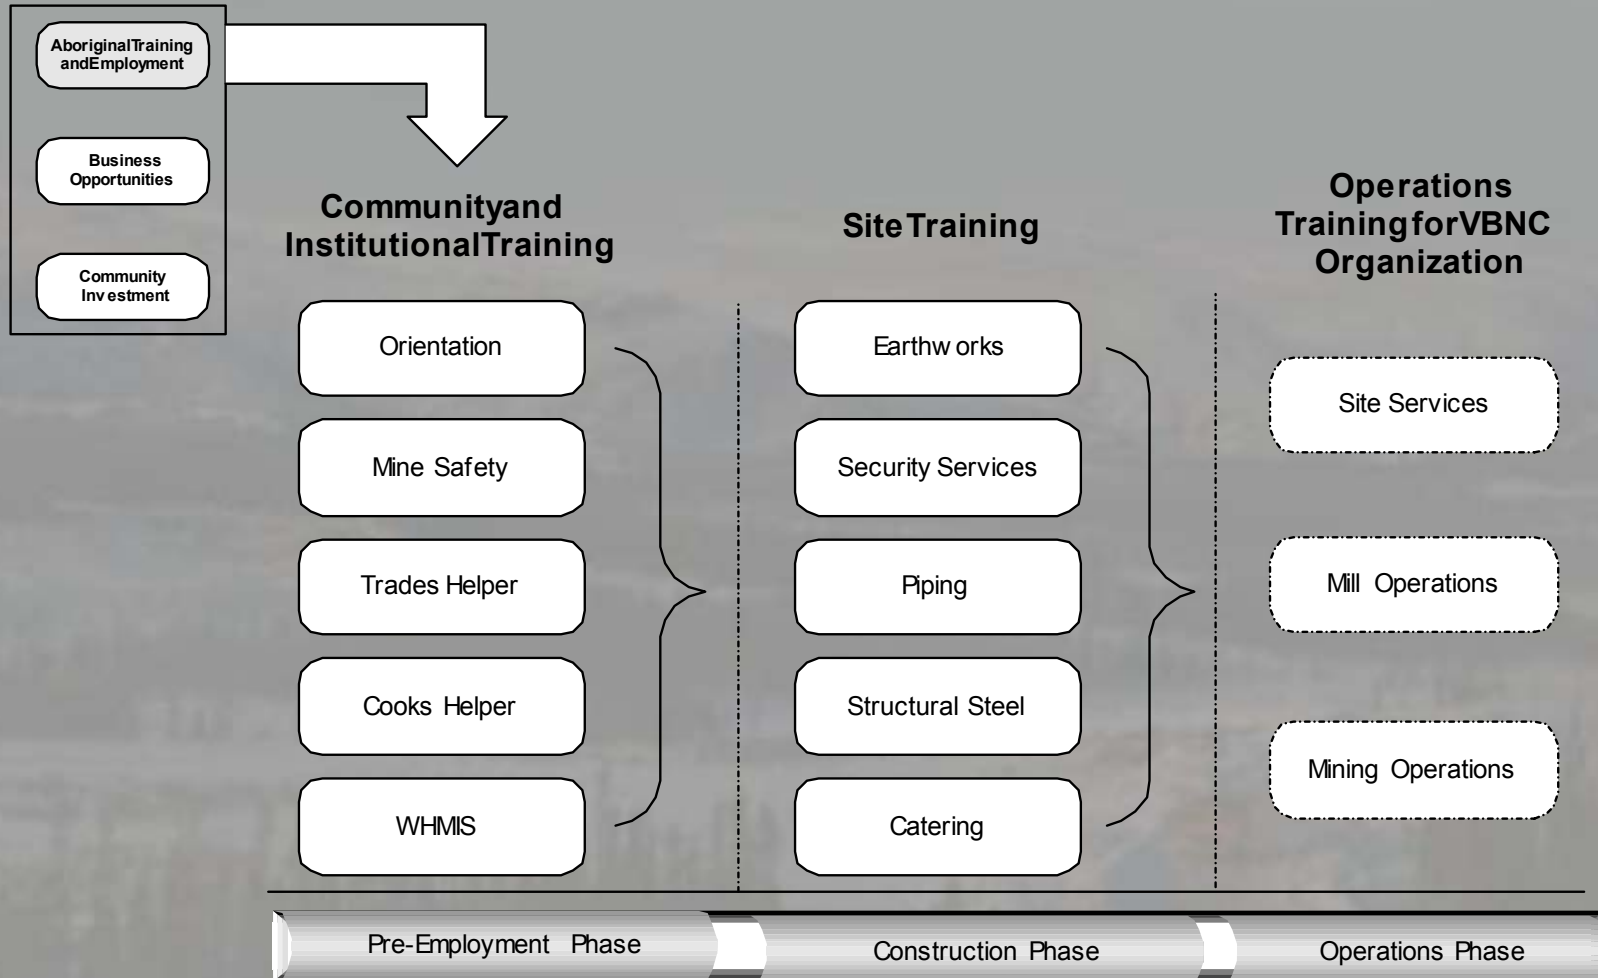 Aboriginal Training
and Employment
Business
Opportunities
Community
Investment
Community and
Institutional Training
Orientation
Mine Safety
Trades Helper
Cooks Helper
WHMIS
Site Training
Earthworks
Security Services
Piping
Structural Steel
Catering
Operations
Training for VBNC
Organization
Site Services
Mill Operations
Mining Operations
Pre-Employment Phase
Construction Phase
Operations Phase